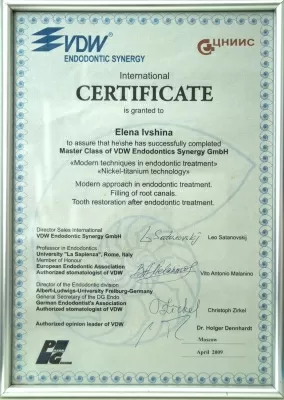 VDW
ENDODONTIC SYNERGY
ЦНИИС
International
CERTIFICATE
is granted to
Elena Ivshina
to assure that he\she has successfully completed
Master Class of VDW Endodontics Synergy GmbH
«Modern techniques in endodontic treatment»
«Nickel-titanium technology»
Modern approach in endodontic treatment.
Filling of root canals.
Tooth restoration after endodontic treatment.
Director Sales International
VDW Endodontic Synergy GmbH
Leo Satanovskij
Professor in Endodontics
University "La Sapienza", Rome, Italy
Member of Honour
European Endodontic Association
Authorized stomatologist of VDW
Vito Antonio Malagnino
Director of the Endodontic division
Albert-Ludwigs-University Freiburg-Germany
General Secretary of the DG Endo
German Endodontist's Association
Authorized stomatologist of VDW
Christoph Zirkel
Authorized opinion leader of VDW
Dr. Holger Dennhardt
Moscow
April 2009